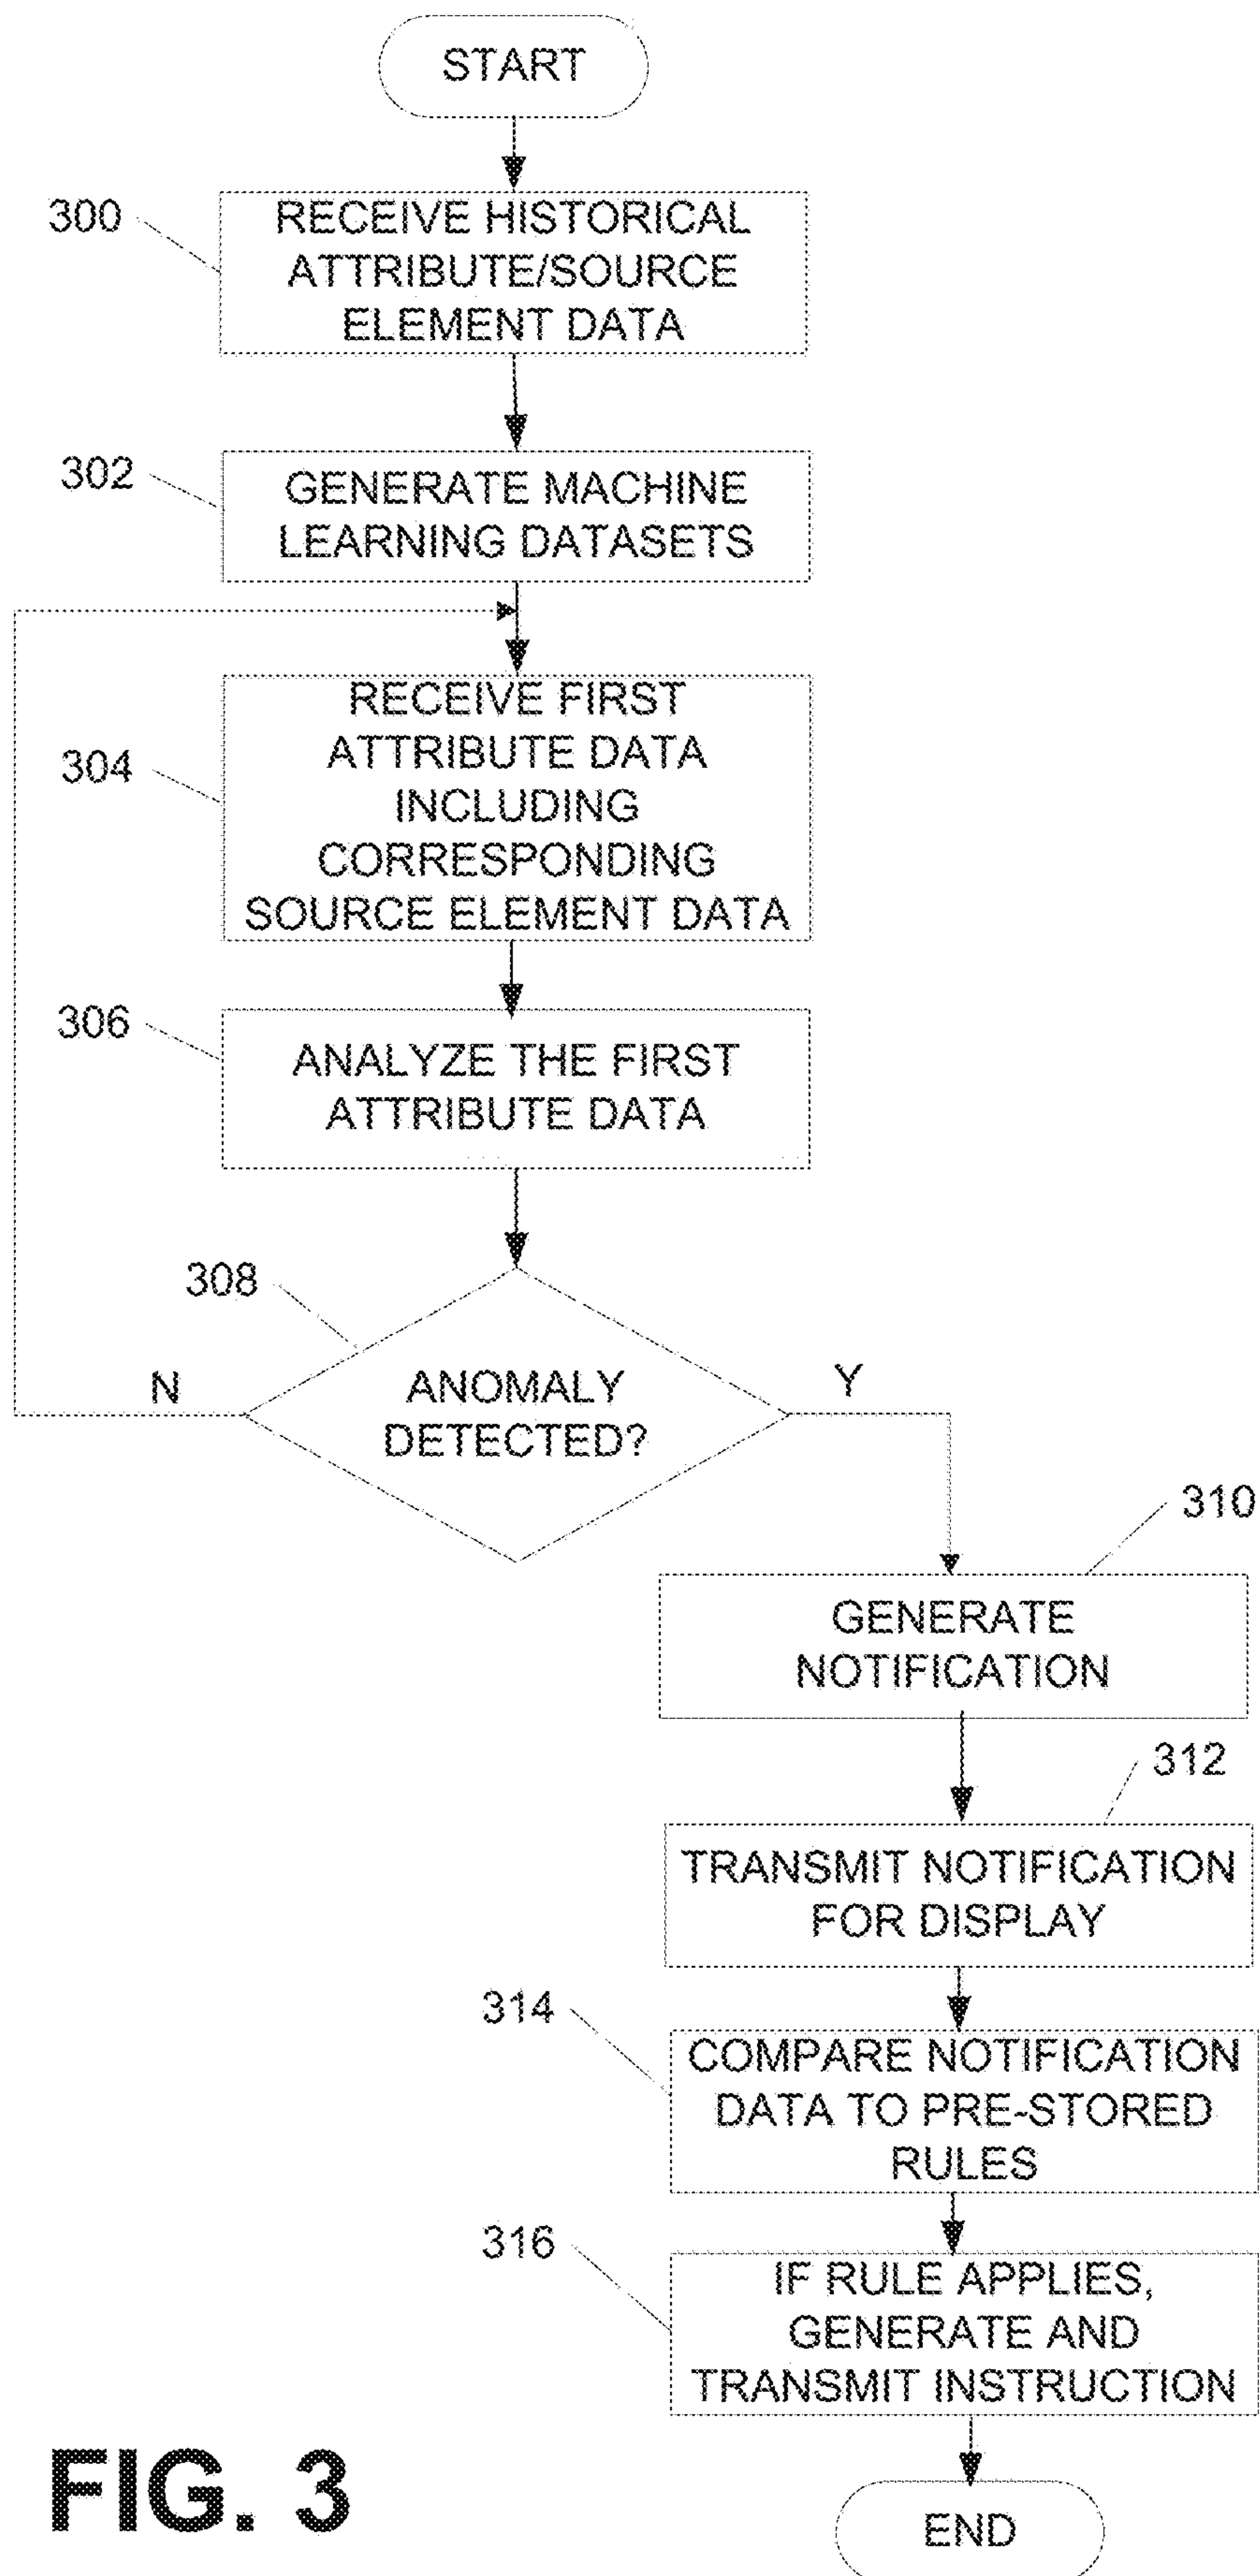 START
300
RECEIVE HISTORICAL
ATTRIBUTE/SOURCE
ELEMENT DATA
302
GENERATE MACHINE
LEARNING DATASETS
304
RECEIVE FIRST
ATTRIBUTE DATA
INCLUDING
CORRESPONDING
SOURCE ELEMENT DATA
306
ANALYZE THE FIRST
ATTRIBUTE DATA
308
N
ANOMALY
DETECTED?
Y
310
GENERATE
NOTIFICATION
312
TRANSMIT NOTIFICATION
FOR DISPLAY
314
COMPARE NOTIFICATION
DATA TO PRE-STORED
RULES
316
IF RULE APPLIES,
GENERATE AND
TRANSMIT INSTRUCTION
END
FIG. 3